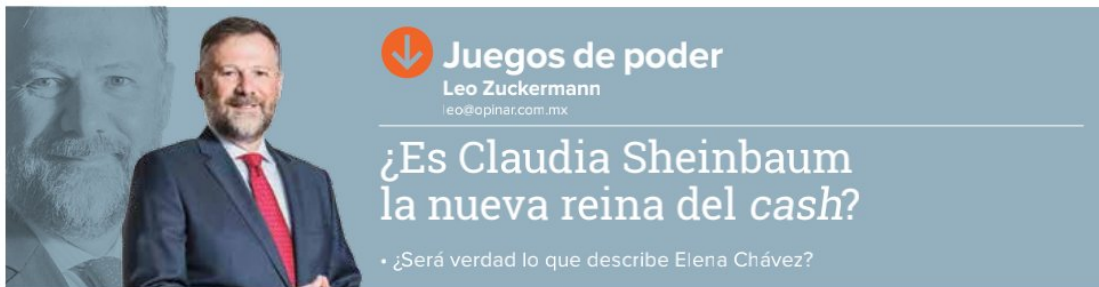 Juegos de poder
Leo Zuckermann
leo@opinar.com.mx
¿Es Claudia Sheinbaum
la nueva reina del cash?
• ¿Será verdad lo que describe Elena Chávez?